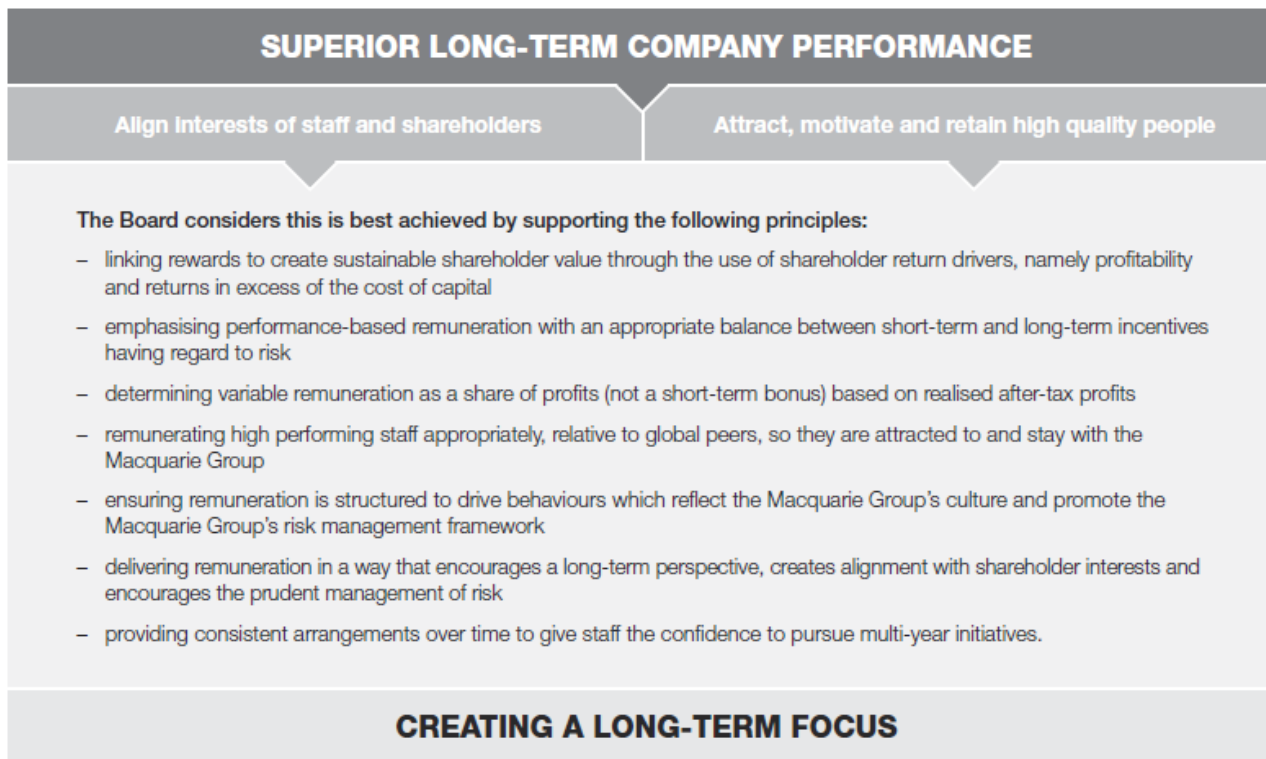 SUPERIOR LONG-TERM COMPANY PERFORMANCE
Align interests of staff and shareholders
Attract, motivate and retain high quality people
The Board considers this is best achieved by supporting the following principles:
– linking rewards to create sustainable shareholder value through the use of shareholder return drivers, namely profitability
and returns in excess of the cost of capital
– emphasising performance-based remuneration with an appropriate balance between short-term and long-term incentives
having regard to risk
– determining variable remuneration as a share of profits (not a short-term bonus) based on realised after-tax profits
– remunerating high performing staff appropriately, relative to global peers, so they are attracted to and stay with the
Macquarie Group
– ensuring remuneration is structured to drive behaviours which reflect the Macquarie Group's culture and promote the
Macquarie Group's risk management framework
– delivering remuneration in a way that encourages a long-term perspective, creates alignment with shareholder interests and
encourages the prudent management of risk
– providing consistent arrangements over time to give staff the confidence to pursue multi-year initiatives.
CREATING A LONG-TERM FOCUS